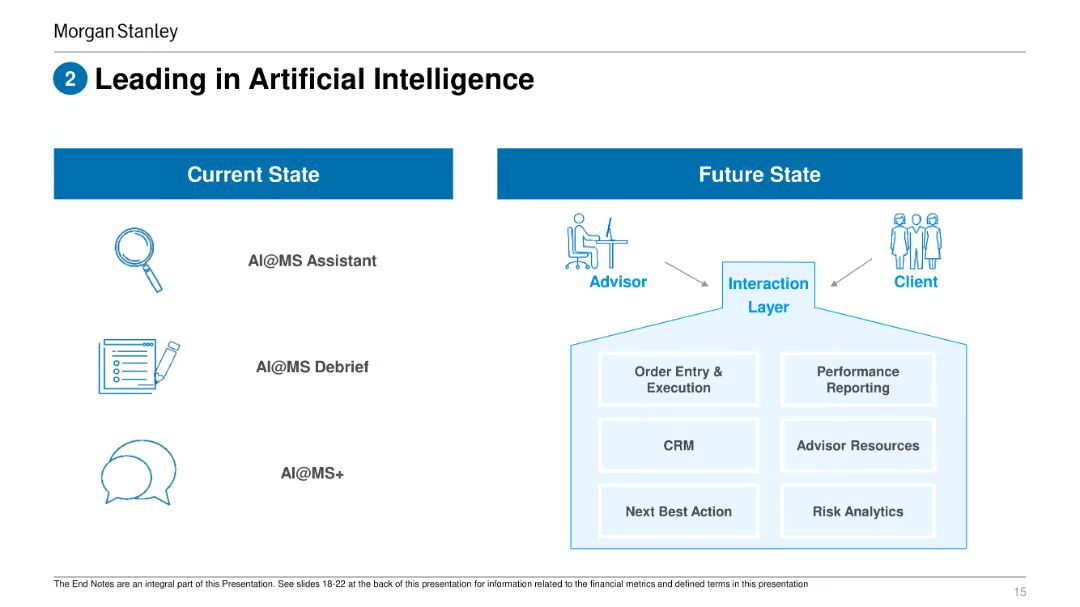 Morgan Stanley
2 Leading in Artificial Intelligence
Current State
AI@MS Assistant
AI@MS Debrief
AI@MS+
Future State
Advisor
Client
Interaction
Layer
Order Entry &
Execution
Performance
Reporting
CRM
Advisor Resources
Next Best Action
Risk Analytics
The End Notes are an integral part of this Presentation. See slides 18-22 at the back of this presentation for information related to the financial metrics and defined terms in this presentation
15